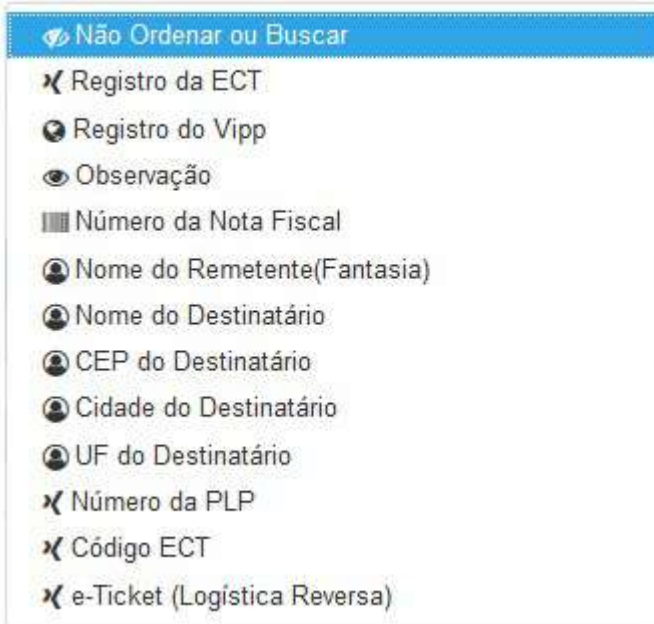 Não Ordenar ou Buscar
Registro da ECT
Registro do Vipp
Observação
Número da Nota Fiscal
Nome do Remetente(Fantasia)
Nome do Destinatário
CEP do Destinatário
Cidade do Destinatário
UF do Destinatário
Número da PLP
Código ECT
e-Ticket (Logística Reversa)